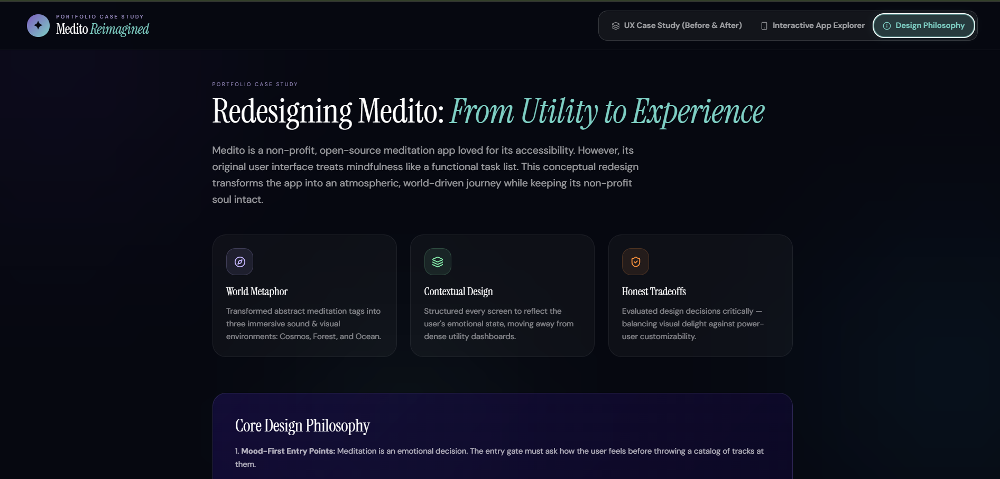 PORTFOLIO CASE STUDY
Medito Reimagined
UX Case Study (Before & After)
Interactive App Explorer
Design Philosophy
PORTFOLIO CASE STUDY
Redesigning Medito: From Utility to Experience
Medito is a non-profit, open-source meditation app loved for its accessibility. However, its
original user interface treats mindfulness like a functional task list. This conceptual redesign
transforms the app into an atmospheric, world-driven journey while keeping its non-profit
soul intact.
World Metaphor
Transformed abstract meditation tags into
three immersive sound & visual
environments: Cosmos, Forest, and Ocean.
Contextual Design
Structured every screen to reflect the
user's emotional state, moving away from
dense utility dashboards.
Honest Tradeoffs
Evaluated design decisions critically —
balancing visual delight against power-
user customizability.
Core Design Philosophy
1. Mood-First Entry Points: Meditation is an emotional decision. The entry gate must ask how the user feels before throwing a catalog of tracks at
them.